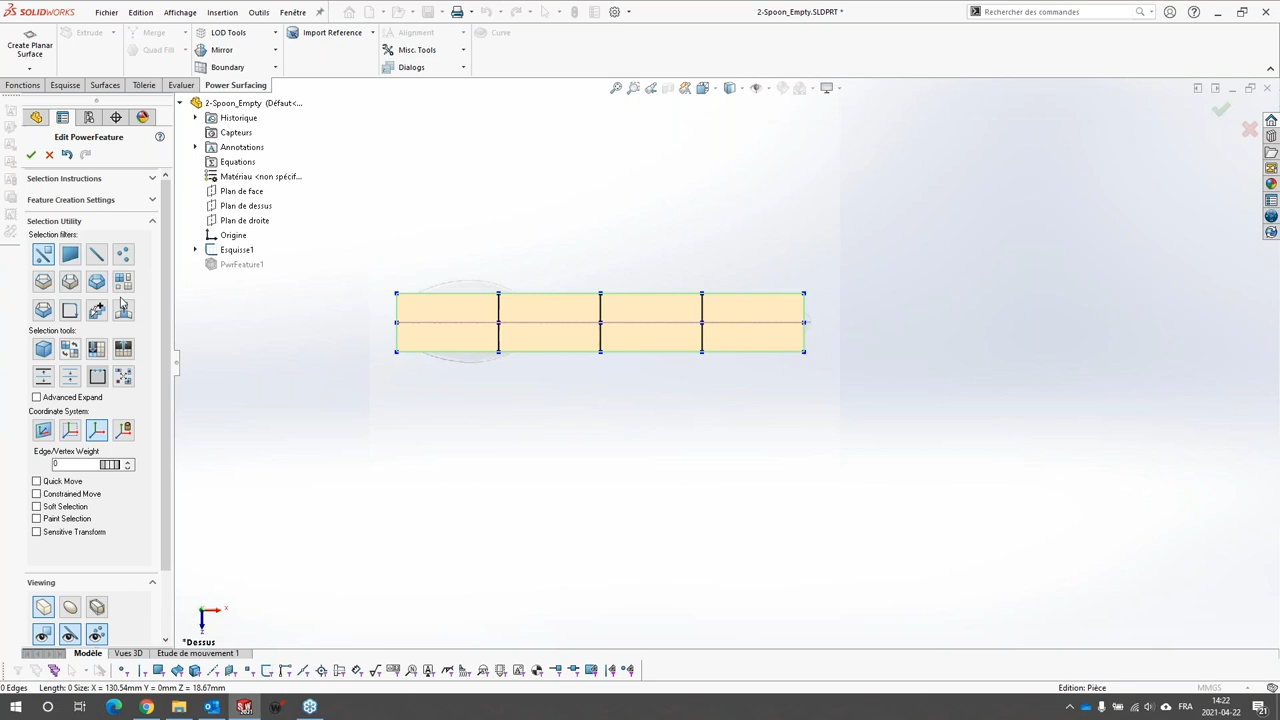 SOLIDWORKS
Fichier
Edition
Affichage
Insertion
Outils
Fenêtre
2-Spoon_Empty.SLDPRT *
Rechercher des commandes
Create Planar
Surface
Extrude
Merge
Quad Fill
LOD Tools
Mirror
Boundary
Import Reference
Alignment
Misc. Tools
Dialogs
Curve
Fonctions
Esquisse
Surfaces
Tôlerie
Evaluer
Power Surfacing
Edit PowerFeature
Selection Instructions
Feature Creation Settings
Selection Utility
Selection filters:
Selection tools:
Advanced Expand
Coordinate System:
Edge/Vertex Weight
0
Quick Move
Constrained Move
Soft Selection
Paint Selection
Sensitive Transform
Viewing
2-Spoon_Empty (Défaut<...
Historique
Capteurs
Annotations
Equations
Matériau <non spécif...
Plan de face
Plan de dessus
Plan de droite
Origine
Esquisse1
PwrFeature1
x
z
*Dessus
Modèle
Vues 3D
Etude de mouvement 1
0 Edges Length: 0 Size: X = 130.54mm Y = 0mm Z = 18.67mm
Edition: Pièce
MMGS
FRA
14:22
2021-04-22
21